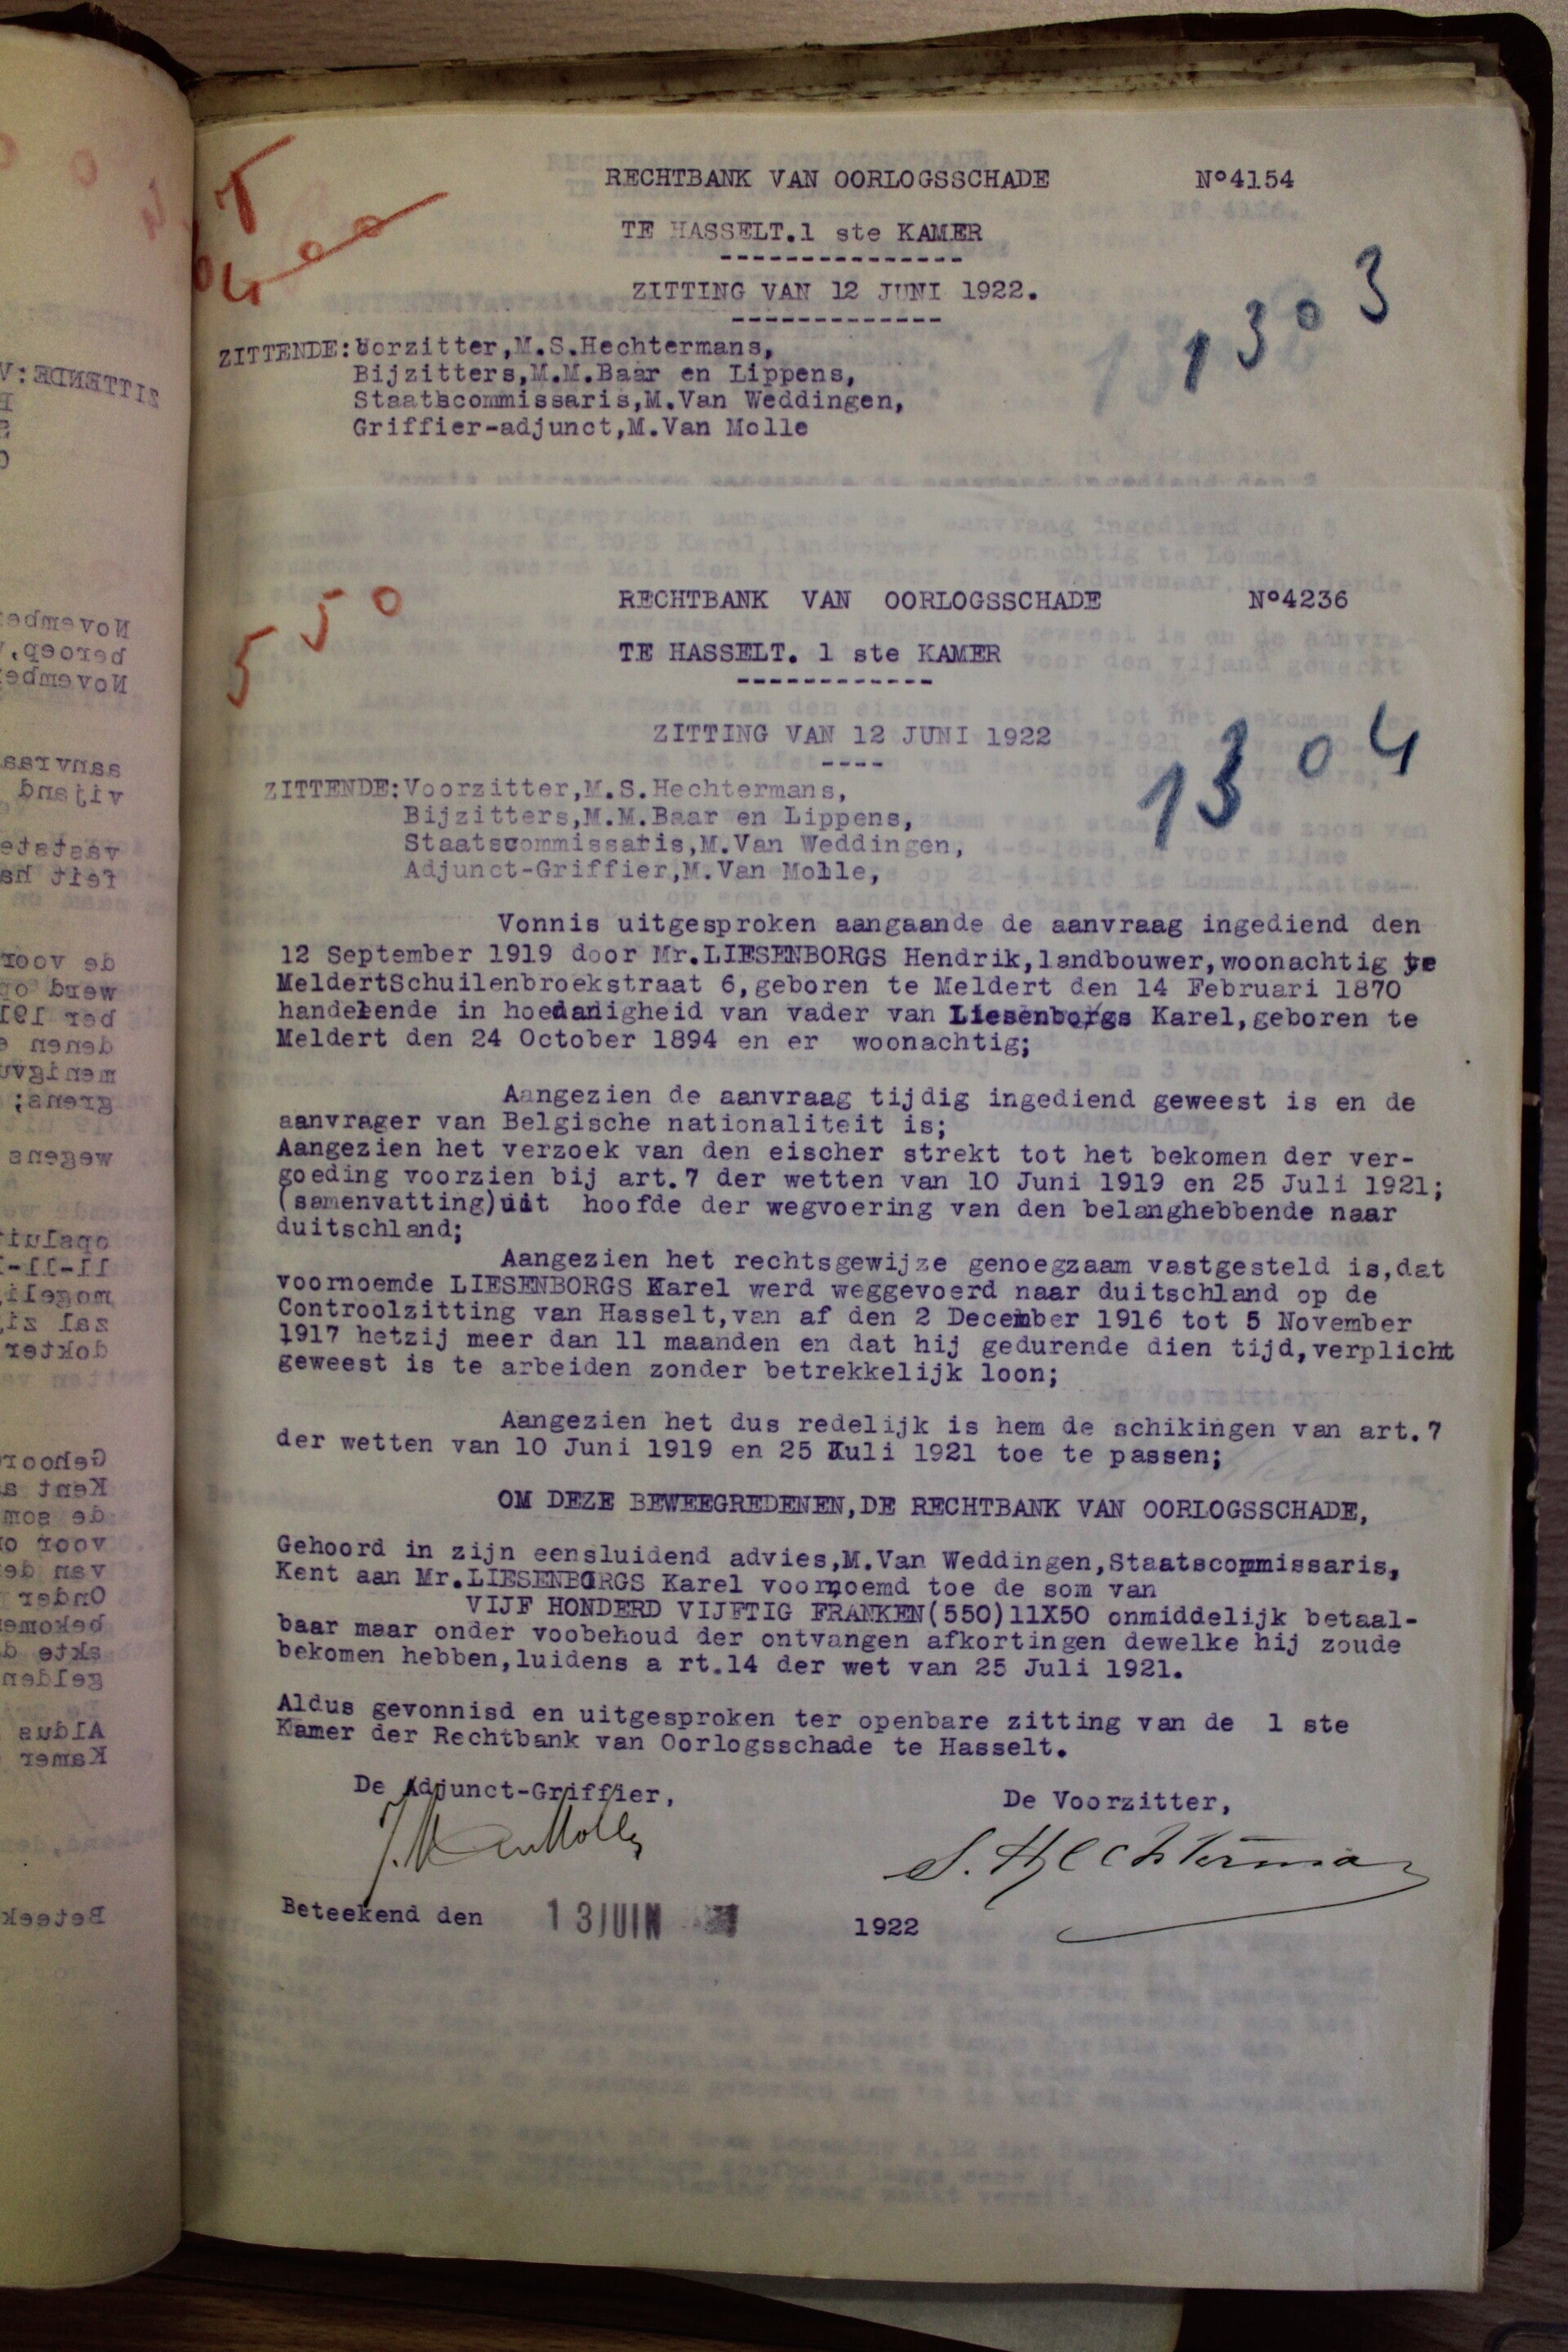 RECHTBANK VAN OORLOGSSCHADE N°4154
TE HASSELT.1 ste KAMER
ZITTING VAN 12 JUNI 1922.
1303
ZITTENDE:Vorzitter,M.S.Hechtermans,
Bijzitters,M.M.Baar en Lippens,
Staatscommissaris,M.Van Weddingen,
Griffier-adjunct,M.Van Molle
550
RECHTBANK VAN OORLOGSSCHADE N°4236
TE HASSELT. 1 ste KAMER
ZITTING VAN 12 JUNI 1922
1304
ZITTENDE:Voorzitter,M.S.Hechtermans,
Bijzitters,M.M.Baar en Lippens,
Staatscommissaris,M.Van Weddingen,
Adjunct-Griffier,M.Van Molle,
Vonnis uitgesproken aangaande de aanvraag ingediend den
12 September 1919 door Mr.LIESENBORGS Hendrik,landbouwer,woonachtig te
MeldertSchuilenbroekstraat 6,geboren te Meldert den 14 Februari 1870
handelende in hoedanigheid van vader van Liesenborgs Karel,geboren te
Meldert den 24 October 1894 en er woonachtig;
Aangezien de aanvraag tijdig ingediend geweest is en de
aanvrager van Belgische nationaliteit is;
Aangezien het verzoek van den eischer strekt tot het bekomen der ver-
goeding voorzien bij art.7 der wetten van 10 Juni 1919 en 25 Juli 1921;
(samenvatting)uit hoofde der wegvoering van den belanghebbende naar
duitschland;
Aangezien het rechtsgewijze genoegzaam vastgesteld is,dat
voornoemde LIESENBORGS Karel werd weggevoerd naar duitschland op de
Controolzitting van Hasselt,van af den 2 December 1916 tot 5 November
1917 hetzij meer dan 11 maanden en dat hij gedurende dien tijd,verplicht
geweest is te arbeiden zonder betrekkelijk loon;
Aangezien het dus redelijk is hem de schikingen van art.7
der wetten van 10 Juni 1919 en 25 Juli 1921 toe te passen;
OM DEZE BEWEEGREDENEN,DE RECHTBANK VAN OORLOGSSCHADE,
Gehoord in zijn eensluidend advies,M.Van Weddingen,Staatscommissaris,
Kent aan Mr.LIESENBORGS Karel voornoemd toe de som van
VIJF HONDERD VIJFTIG FRANKEN(550)11X50 onmiddelijk betaal-
baar maar onder voobehoud der ontvangen afkortingen dewelke hij zoude
bekomen hebben,luidens a rt.14 der wet van 25 Juli 1921.
Aldus gevonnisd en uitgesproken ter openbare zitting van de 1 ste
Kamer der Rechtbank van Oorlogsschade te Hasselt.
De Adjunct-Griffier, De Voorzitter,
J. VanMolle S. Hechtermans
Beteekend den 13 JUIN 1922